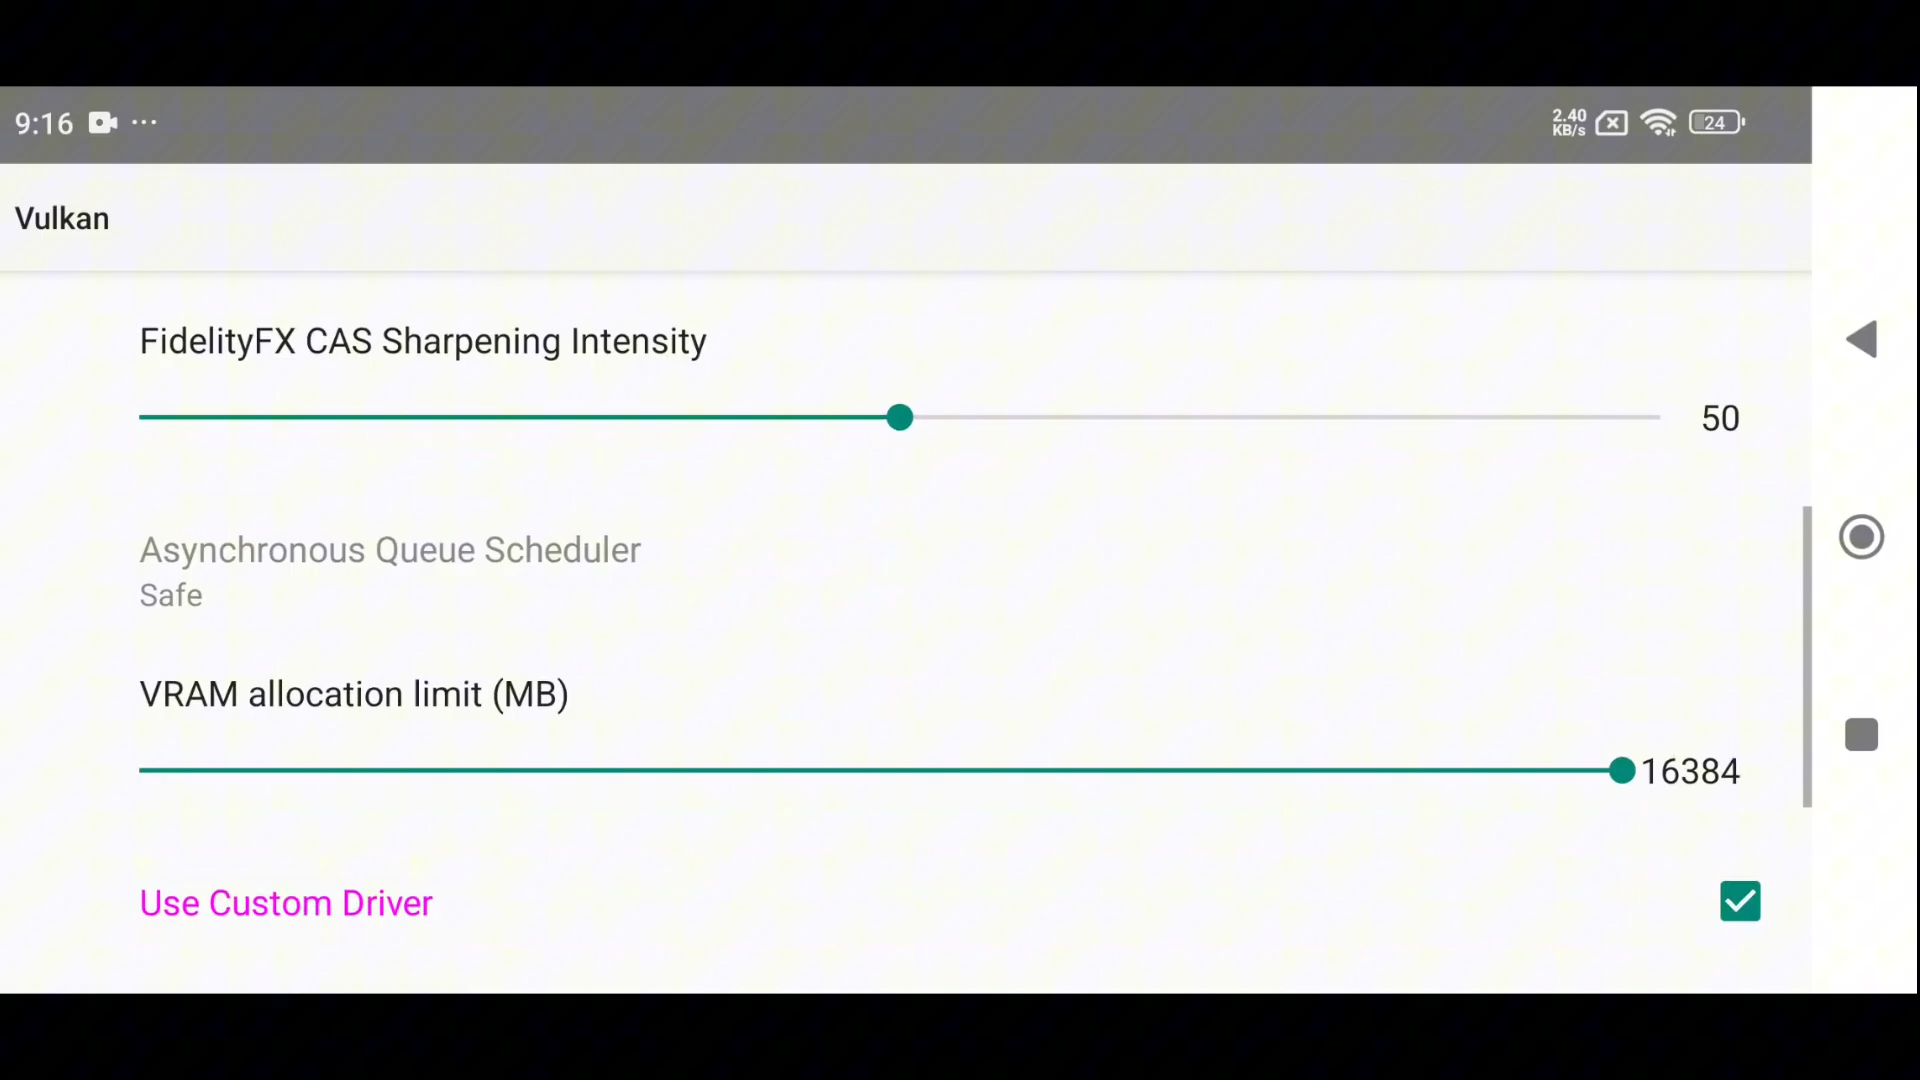 9:16 ...
2.40
KB/s
24
Vulkan
FidelityFX CAS Sharpening Intensity
50
Asynchronous Queue Scheduler
Safe
VRAM allocation limit (MB)
16384
Use Custom Driver